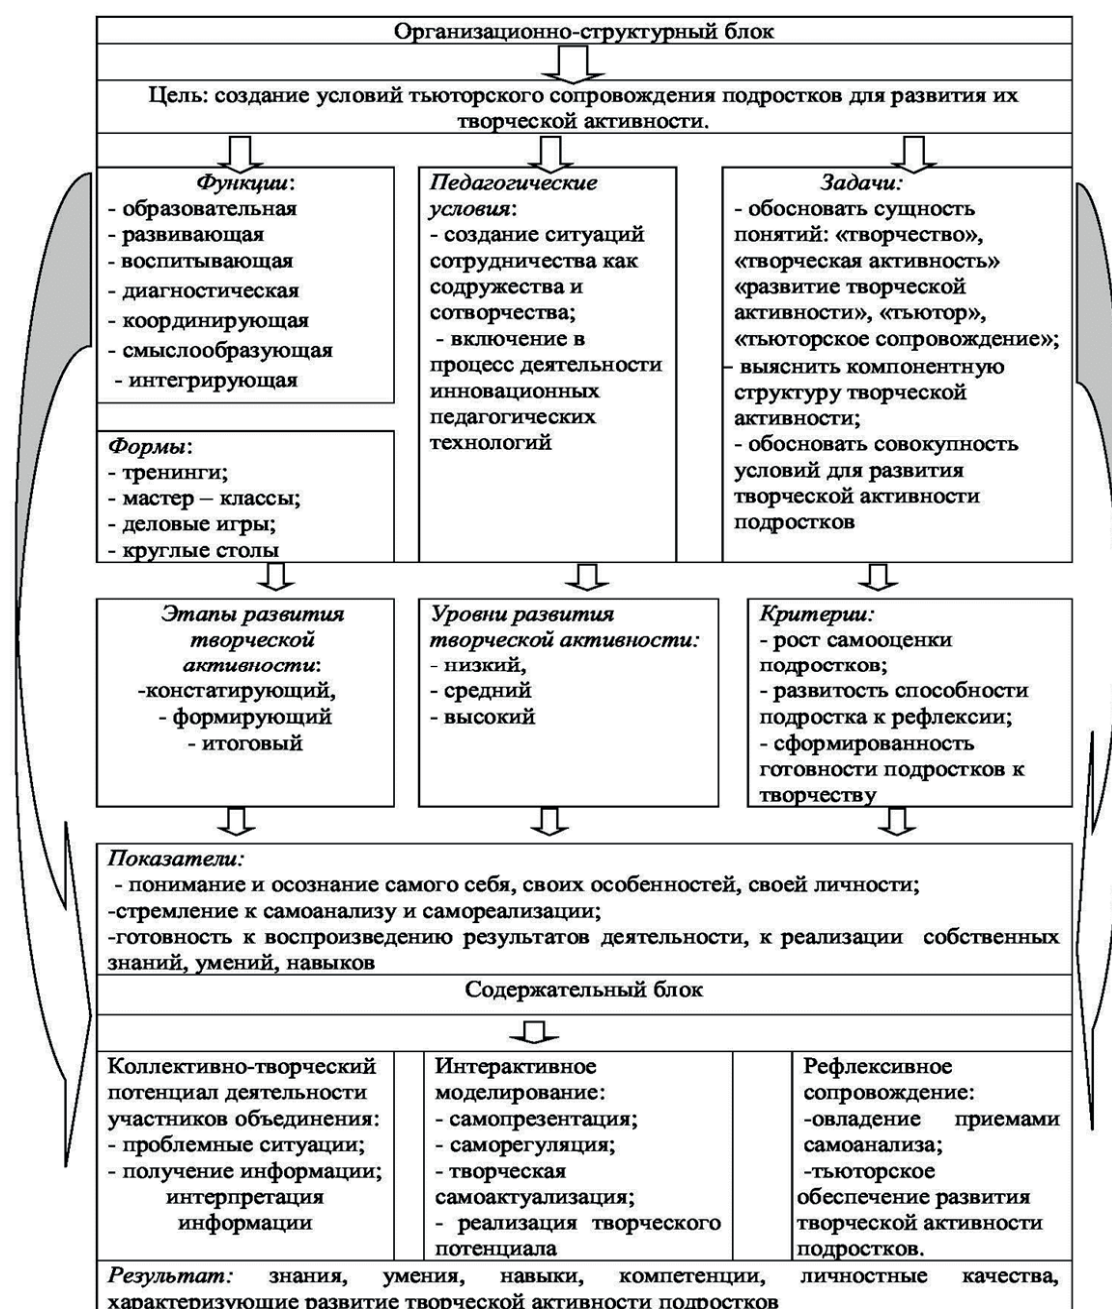 Организационно-структурный блок
Цель: создание условий тьюторского сопровождения подростков для развития их
творческой активности.
Функции:
- образовательная
- развивающая
- воспитывающая
- диагностическая
- координирующая
- смыслообразующая
- интегрирующая
Формы:
- тренинги;
- мастер – классы;
- деловые игры;
- круглые столы
Педагогические
условия:
- создание ситуаций
сотрудничества как
содружества и
сотворчества;
- включение в
процесс деятельности
инновационных
педагогических
технологий
Задачи:
- обосновать сущность
понятий: «творчество»,
«творческая активность»
«развитие творческой
активности», «тьютор»,
«тьюторское сопровождение»;
– выяснить компонентную
структуру творческой
активности;
- обосновать совокупность
условий для развития
творческой активности
подростков
Этапы развития
творческой
активности:
-констатирующий,
- формирующий
- итоговый
Уровни развития
творческой активности:
- низкий,
- средний
- высокий
Критерии:
- рост самооценки
подростков;
- развитость способности
подростка к рефлексии;
- сформированность
готовности подростков к
творчеству
Показатели:
- понимание и осознание самого себя, своих особенностей, своей личности;
-стремление к самоанализу и самореализации;
-готовность к воспроизведению результатов деятельности, к реализации собственных
знаний, умений, навыков
Содержательный блок
Коллективно-творческий
потенциал деятельности
участников объединения:
- проблемные ситуации;
- получение информации;
интерпретация
информации
Интерактивное
моделирование:
- самопрезентация;
- саморегуляция;
- творческая
самоактуализация;
- реализация творческого
потенциала
Рефлексивное
сопровождение:
-овладение приемами
самоанализа;
-тьюторское
обеспечение развития
творческой активности
подростков.
Результат: знания, умения, навыки, компетенции, личностные качества,
характеризующие развитие творческой активности подростков